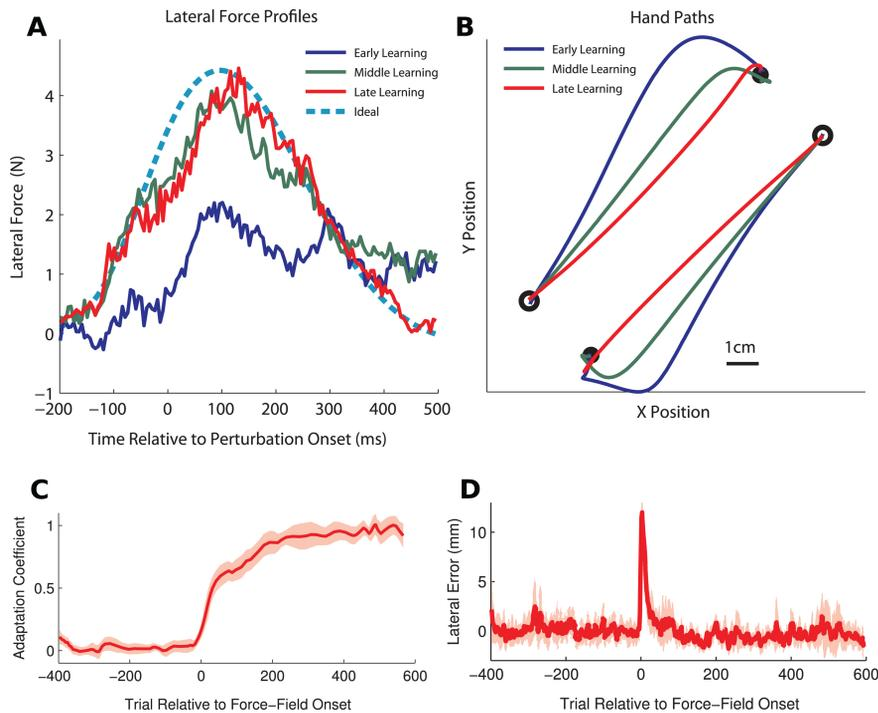 A
Lateral Force Profiles
Early Learning
Middle Learning
Late Learning
Ideal
Lateral Force (N)
4
3
2
1
0
−1
−200 −100 0 100 200 300 400 500
Time Relative to Perturbation Onset (ms)
B
Hand Paths
Early Learning
Middle Learning
Late Learning
Y Position
1cm
X Position
C
Adaptation Coefficient
1
0.5
0
−400 −200 0 200 400 600
Trial Relative to Force−Field Onset
D
Lateral Error (mm)
10
5
0
−400 −200 0 200 400 600
Trial Relative to Force−Field Onset